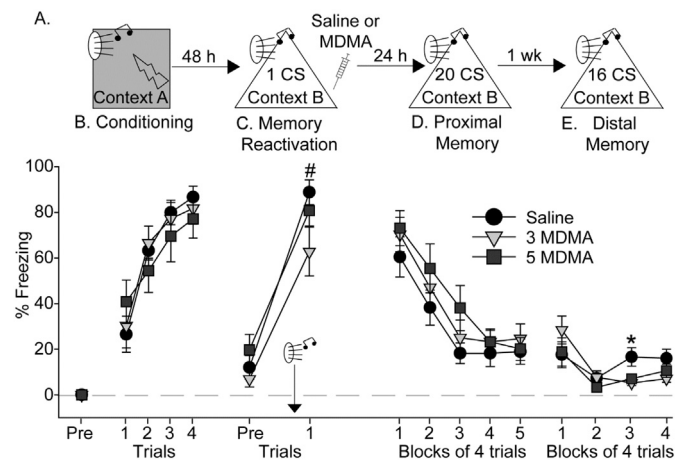 A.
Saline or
MDMA
48 h
24 h
1 wk
1 CS
20 CS
16 CS
Context A
Context B
Context B
Context B
B. Conditioning
C. Memory
Reactivation
D. Proximal
Memory
E. Distal
Memory
% Freezing
100
80
60
40
20
0
#
*
Saline
3 MDMA
5 MDMA
Pre 1 2 3 4
Trials
Pre 1
Trials
1 2 3 4 5
Blocks of 4 trials
1 2 3 4
Blocks of 4 trials